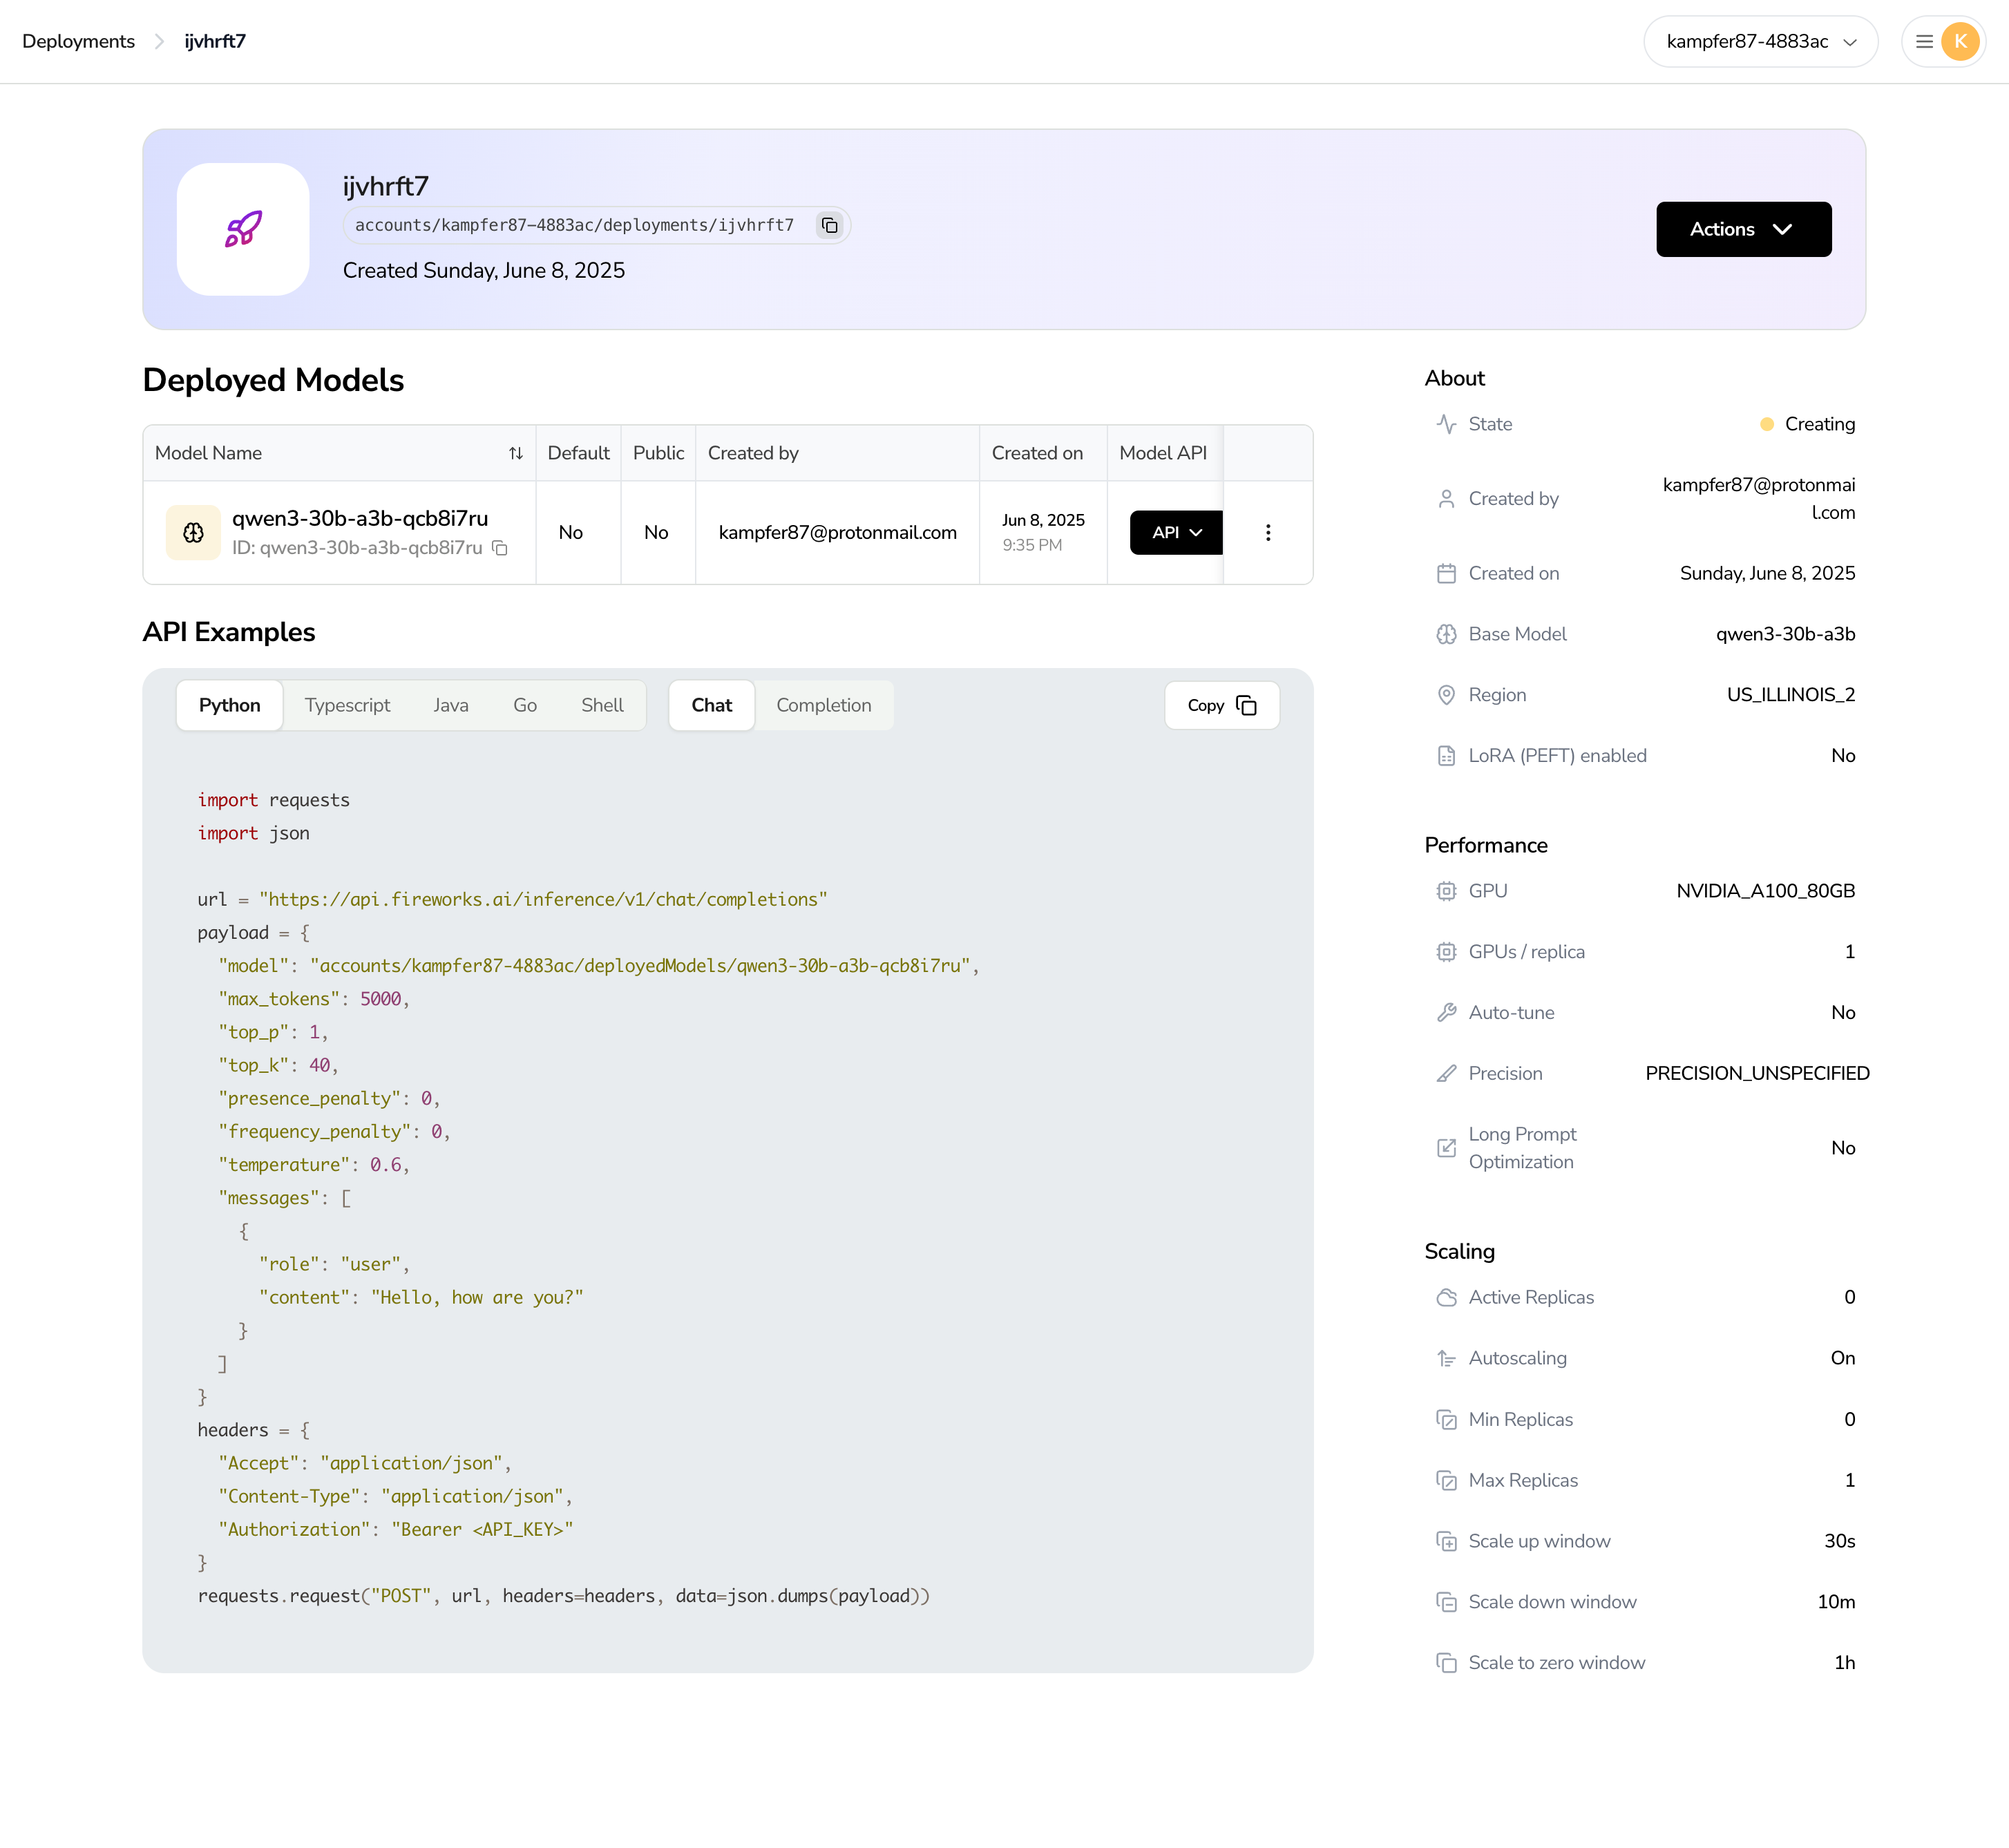 Deployments
ijvhrft7
kampfer87-4883ac
K
ijvhrft7
accounts/kampfer87-4883ac/deployments/ijvhrft7
Created Sunday, June 8, 2025
Actions
Deployed Models
Model Name Default Public Created by Created on Model API
qwen3-30b-a3b-qcb8i7ru
ID: qwen3-30b-a3b-qcb8i7ru
No
No
kampfer87@protonmail.com
Jun 8, 2025
9:35 PM
API
API Examples
Python Typescript Java Go Shell
Chat Completion
Copy
import requests
import json
url = "https://api.fireworks.ai/inference/v1/chat/completions"
payload = {
  "model": "accounts/kampfer87-4883ac/deployedModels/qwen3-30b-a3b-qcb8i7ru",
  "max_tokens": 5000,
  "top_p": 1,
  "top_k": 40,
  "presence_penalty": 0,
  "frequency_penalty": 0,
  "temperature": 0.6,
  "messages": [
    {
      "role": "user",
      "content": "Hello, how are you?"
    }
  ]
}
headers = {
  "Accept": "application/json",
  "Content-Type": "application/json",
  "Authorization": "Bearer <API_KEY>"
}
requests.request("POST", url, headers=headers, data=json.dumps(payload))
About
State Creating
Created by kampfer87@protonmai
l.com
Created on Sunday, June 8, 2025
Base Model qwen3-30b-a3b
Region US_ILLINOIS_2
LoRA (PEFT) enabled No
Performance
GPU NVIDIA_A100_80GB
GPUs / replica 1
Auto-tune No
Precision PRECISION_UNSPECIFIED
Long Prompt
Optimization No
Scaling
Active Replicas 0
Autoscaling On
Min Replicas 0
Max Replicas 1
Scale up window 30s
Scale down window 10m
Scale to zero window 1h